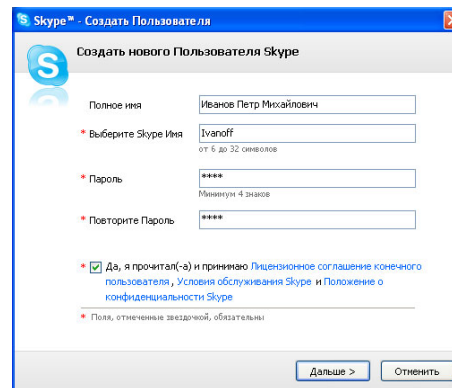 Skype™ - Создать Пользователя
Создать нового Пользователя Skype
Полное имя Иванов Петр Михайлович
* Выберите Skype Имя Ivanoff
от 6 до 32 символов
* Пароль ****
Минимум 4 знаков
* Повторите Пароль ****
* Да, я прочитал(-а) и принимаю Лицензионное соглашение конечного
пользователя , Условия обслуживания Skype и Положение о
конфиденциальности Skype
* Поля, отмеченные звездочкой, обязательны
Дальше > Отменить